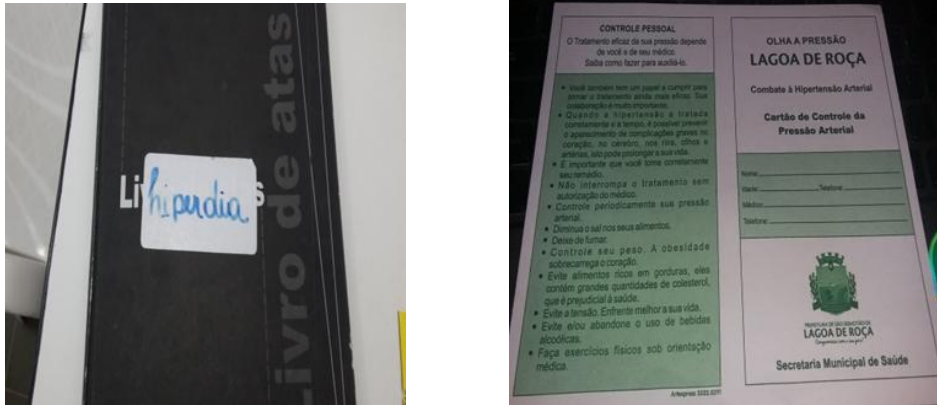 Livro de atas
Li
hiperdia
s
CONTROLE PESSOAL
O Tratamento eficaz da sua pressão depende
de você e de seu médico.
Saiba como fazer para auxiliá-lo.
• Você também tem um papel a cumprir para
tornar o tratamento ainda mais eficaz. Sua
colaboração é muito importante.
• Quando a hipertensão é tratada
corretamente e a tempo, é possível prevenir
o aparecimento de complicações graves no
coração, no cérebro, nos rins, olhos e
artérias, isto pode prolongar a sua vida.
• É importante que você tome corretamente
seu remédio.
• Não interrompa o tratamento sem
autorização do médico.
• Controle periodicamente sua pressão
arterial.
• Diminua o sal nos seus alimentos.
• Deixe de fumar.
• Controle seu peso. A obesidade
sobrecarrega o coração.
• Evite alimentos ricos em gorduras, eles
contém grandes quantidades de colesterol,
que é prejudicial à saúde.
• Evite a tensão. Enfrente melhor a sua vida.
• Evite e/ou abandone o uso de bebidas
alcoólicas.
• Faça exercícios físicos sob orientação
médica.
OLHA A PRESSÃO
LAGOA DE ROÇA
Combate à Hipertensão Arterial
Cartão de Controle da
Pressão Arterial
Nome:
Idade: Telefone:
Médico:
Telefone:
PREFEITURA DE SÃO SEBASTIÃO DE
LAGOA DE ROÇA
Secretaria Municipal de Saúde